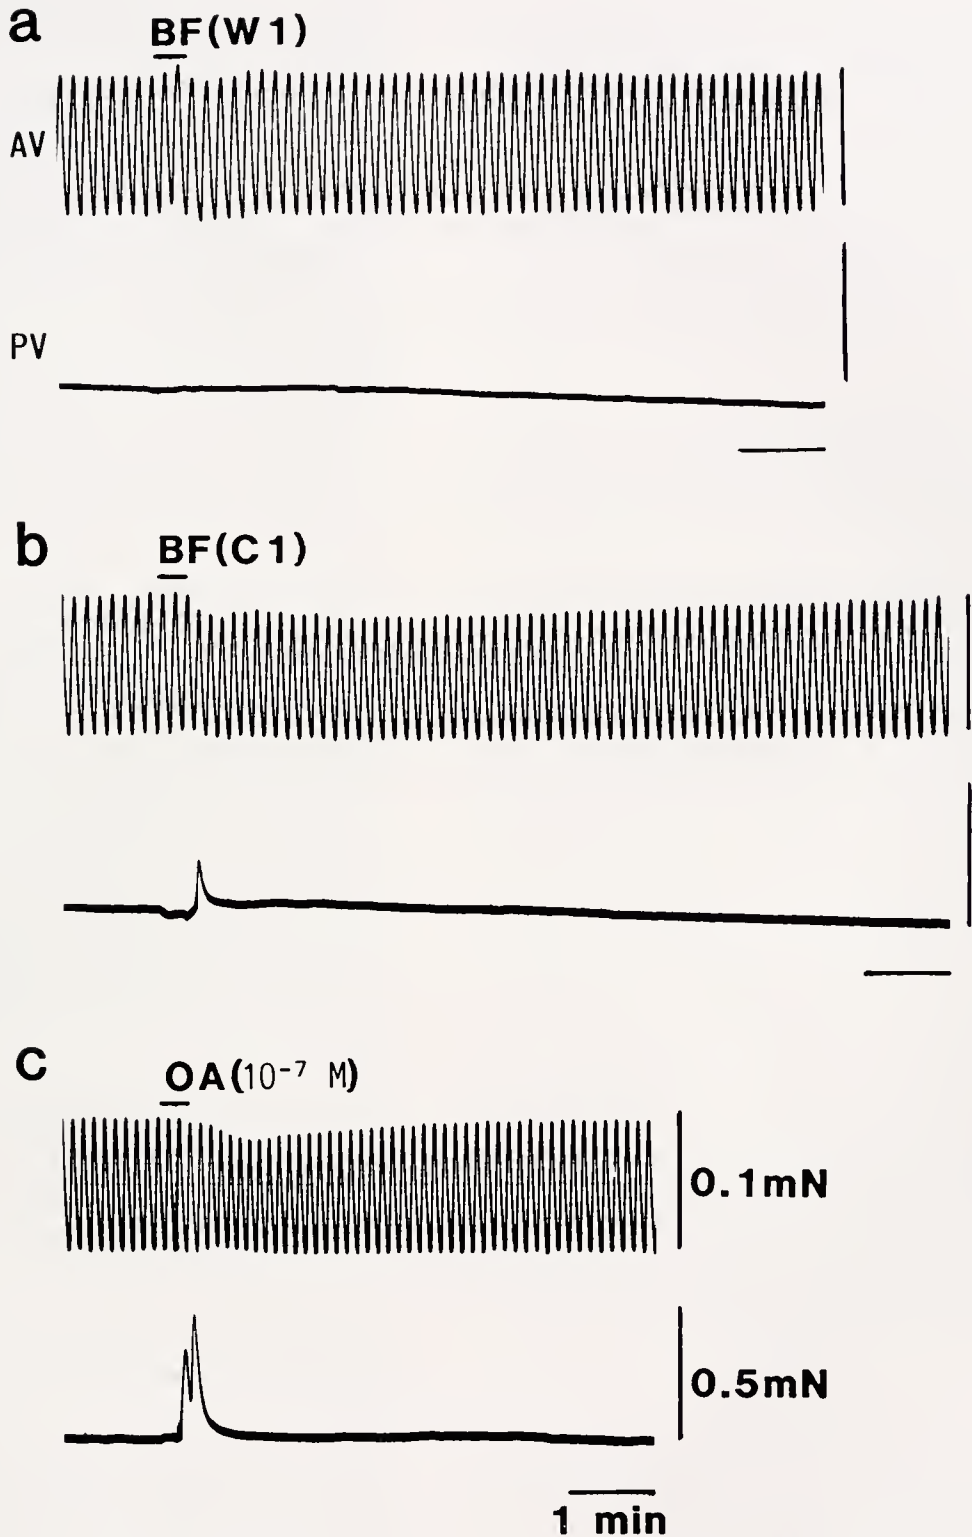 a
BF(W1)
AV
PV
b
BF(C1)
c
OA(10⁻⁷ M)
0.1mN
0.5mN
1 min